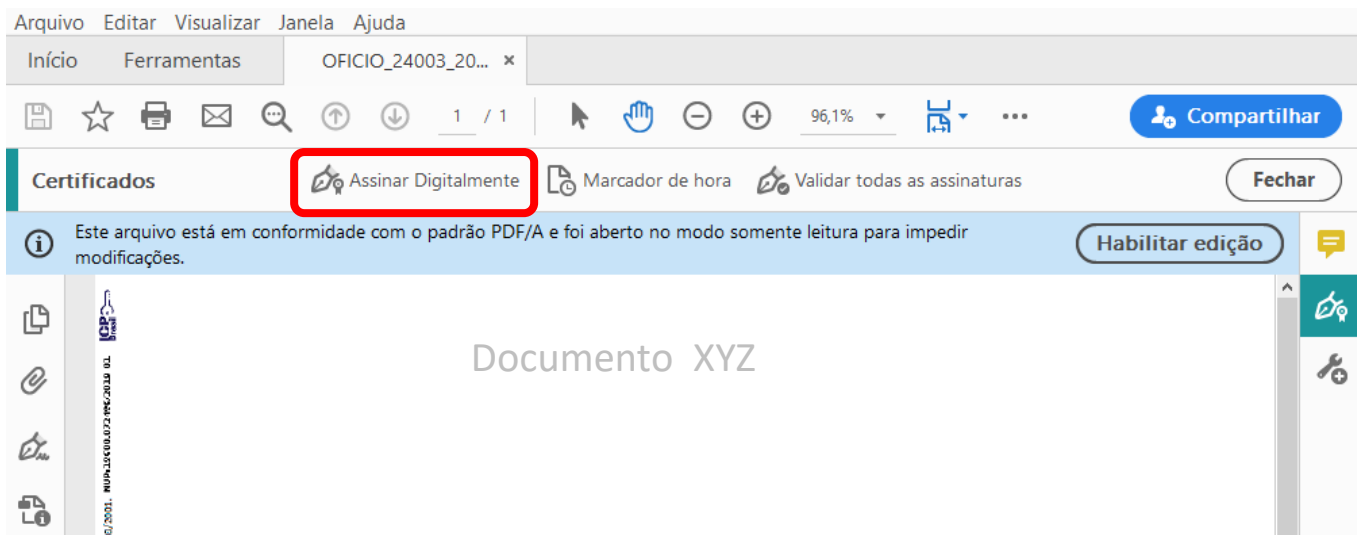 Arquivo Editar Visualizar Janela Ajuda
Início Ferramentas OFICIO_24003_20... ×
1 / 1 96,1% Compartilhar
Certificados Assinar Digitalmente Marcador de hora Validar todas as assinaturas Fechar
Este arquivo está em conformidade com o padrão PDF/A e foi aberto no modo somente leitura para impedir
modificações.
Habilitar edição
ICP
Brasil
Documento XYZ